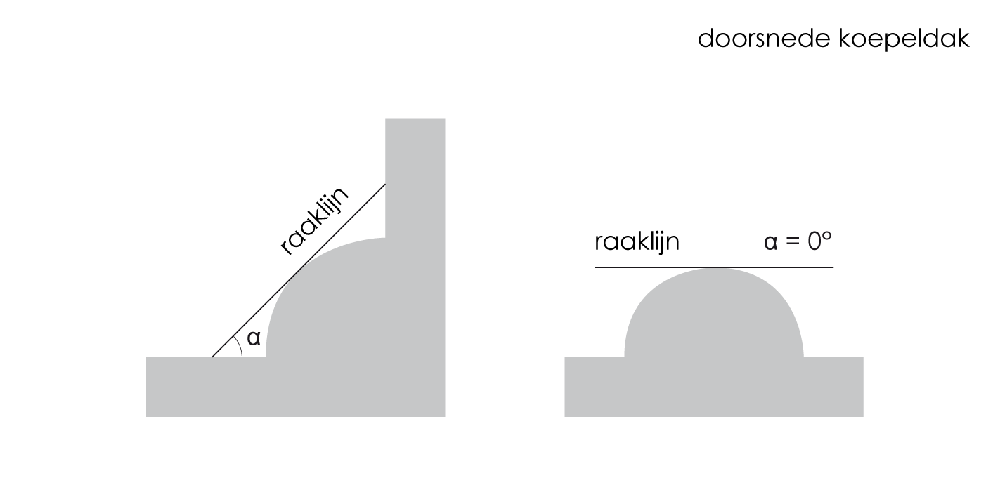 doorsnede koepeldak
raaklijn
α
raaklijn
α = 0°